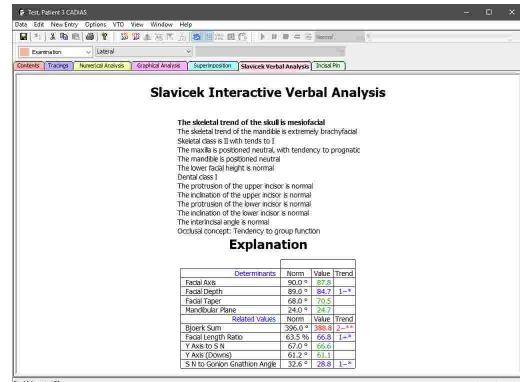 Test, Patient 3 CADIAS
Data Edit New Entry Options VTO View Window Help
Normal
Examination Lateral
Contents Tracings Numerical Analysis Graphical Analysis Superimposition Slavicek Verbal Analysis Incisal Pin
Slavicek Interactive Verbal Analysis
The skeletal trend of the skull is mesiofacial
The skeletal trend of the mandible is extremely brachyfacial
Skeletal class is II with tends to I
The maxilla is positioned neutral, with tendency to prognatic
The mandible is positioned neutral
The lower facial height is normal
Dental class I
The protrusion of the upper incisor is normal
The inclination of the upper incisor is normal
The protrusion of the lower incisor is normal
The inclination of the lower incisor is normal
The interincisal angle is normal
Occlusal concept: Tendency to group function
Explanation
Determinants Norm Value Trend
Facial Axis 90.0 ° 87.8
Facial Depth 89.0 ° 84.7 1-*
Facial Taper 68.0 ° 70.5
Mandibular Plane 24.0 ° 24.7
Related Values Norm Value Trend
Bjoerk Sum 396.0 ° 388.8 2-**
Facial Length Ratio 63.5 % 66.8 1+*
Y Axis to S N 67.0 ° 66.6
Y Axis (Downs) 61.2 ° 61.1
S N to Gonion Gnathion Angle 32.6 ° 28.8 1-*